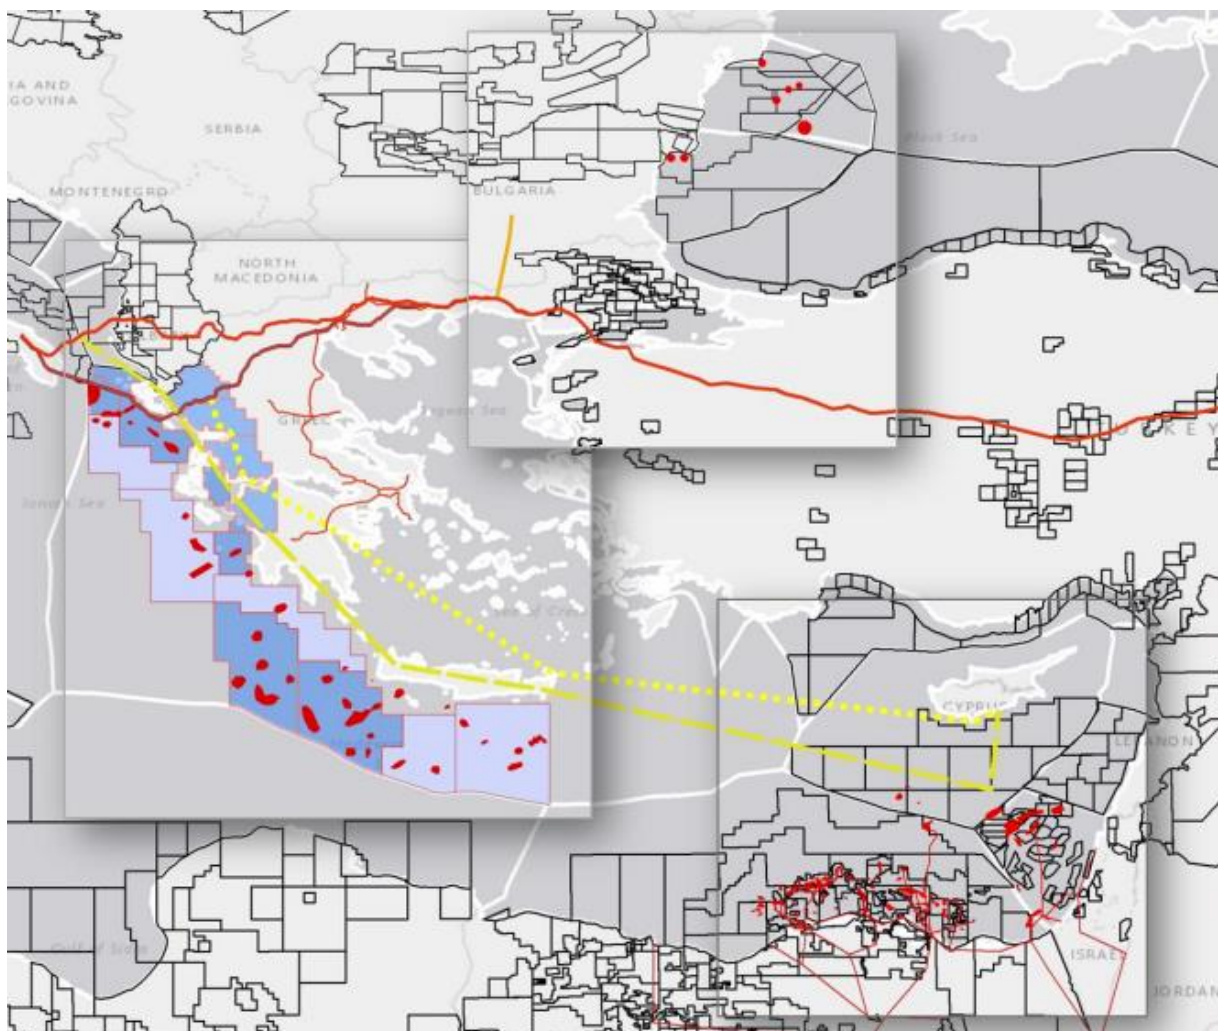 IA AND
GOVINA
SERBIA
Black Sea
MONTENEGRO
BULGARIA
NORTH
MACEDONIA
Aegean Sea
Ionian Sea
Sea of Cre
CYPRUS
LEBANON
Gulf of Sidra
ISRAEL
JORDAN